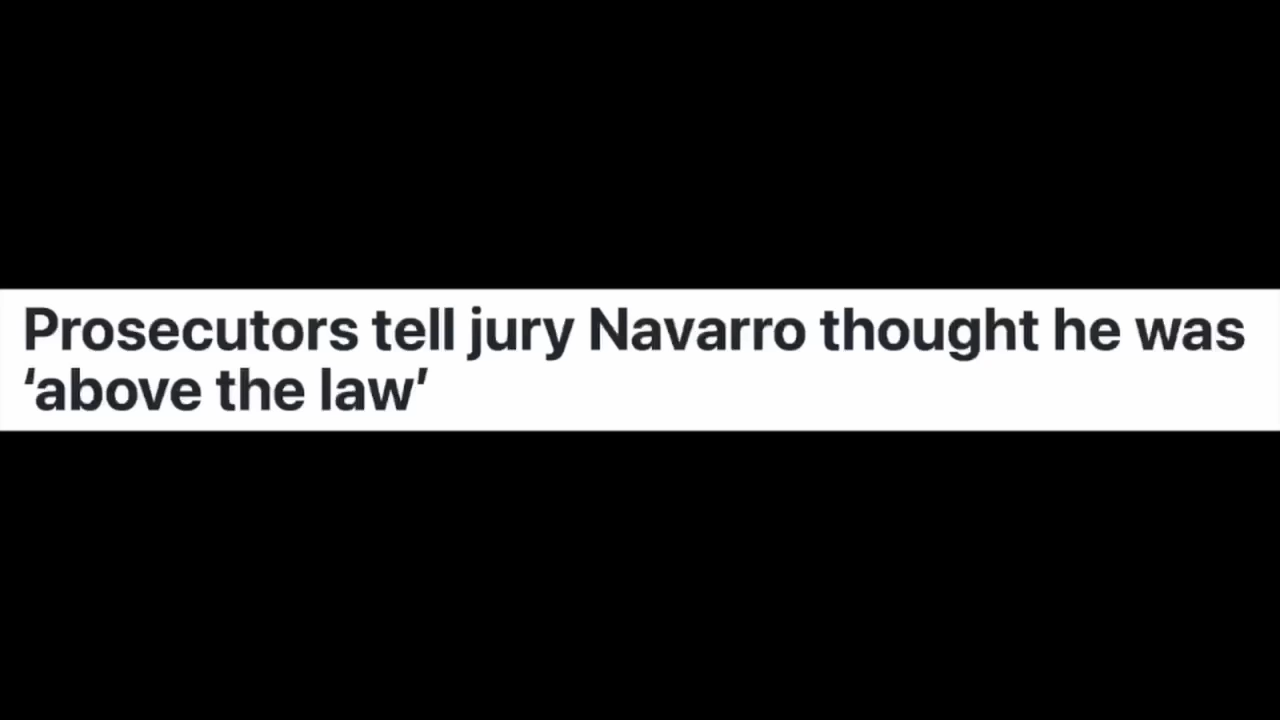 Prosecutors tell jury Navarro thought he was
‘above the law’